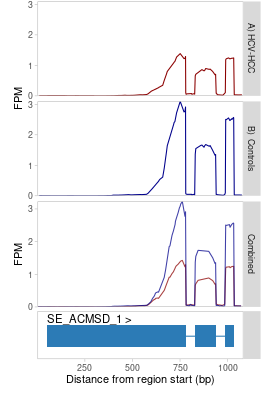 3
2
1
0
FPM
A) HCV-HCC
3
2
1
0
B) Controls
3
2
1
0
FPM
Combined
SE_ACMSD_1 >
250
500
750
1000
Distance from region start (bp)